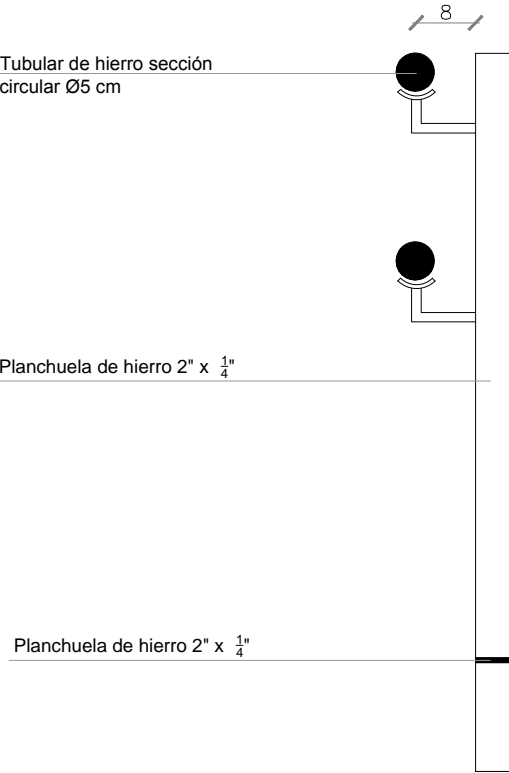 8
Tubular de hierro sección
circular Ø5 cm
Planchuela de hierro 2" x 1/4"
Planchuela de hierro 2" x 1/4"